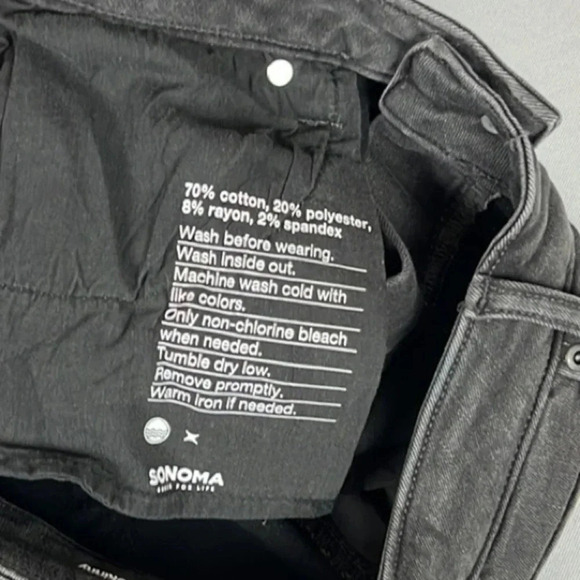 70% cotton, 20% polyester,
8% rayon, 2% spandex
Wash before wearing.
Wash inside out.
Machine wash cold with
like colors.
Only non-chlorine bleach
when needed.
Tumble dry low.
Remove promptly.
Warm iron if needed.
SONOMA
GOODS FOR LIFE